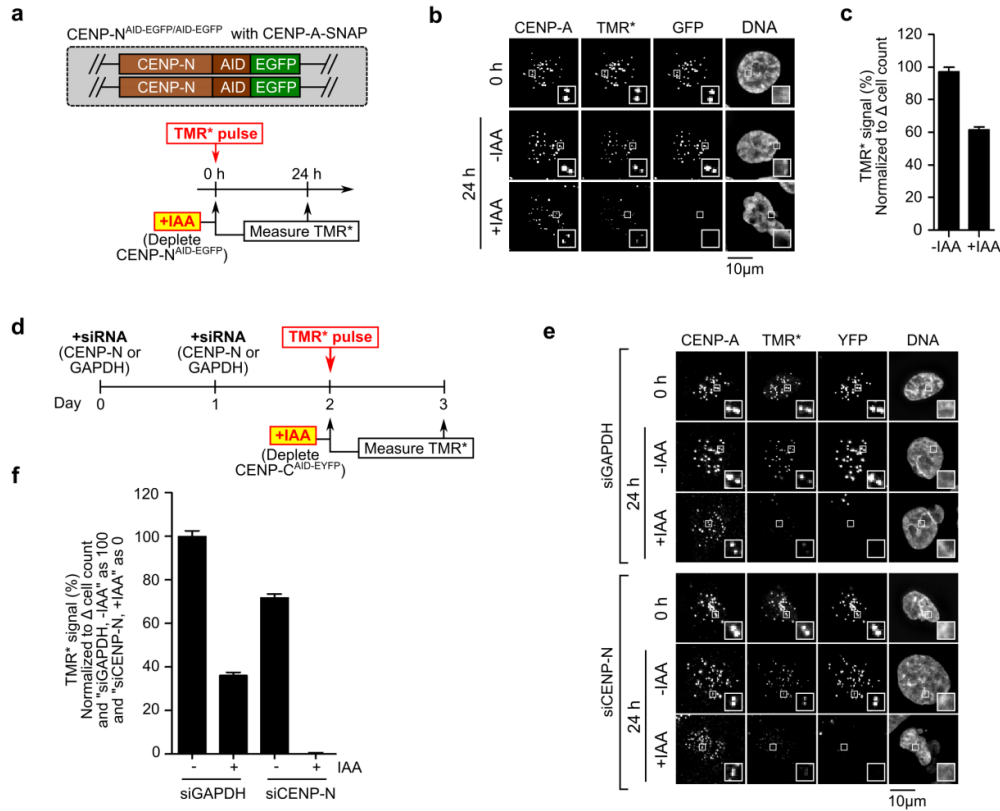 a
CENP-N^AID-EGFP/AID-EGFP with CENP-A-SNAP
CENP-N AID EGFP
CENP-N AID EGFP
TMR* pulse
0 h 24 h
+IAA
(Deplete
CENP-N^AID-EGFP)
Measure TMR*
b
CENP-A TMR* GFP DNA
0 h
24 h
-IAA
+IAA
10µm
c
TMR* signal (%)
Normalized to Δ cell count
120
100
80
60
40
20
0
-IAA +IAA
d
+siRNA
(CENP-N or
GAPDH)
+siRNA
(CENP-N or
GAPDH)
TMR* pulse
Day 0 1 2 3
+IAA
(Deplete
CENP-C^AID-EYFP)
Measure TMR*
e
CENP-A TMR* YFP DNA
siGAPDH
0 h
24 h
-IAA
+IAA
siCENP-N
0 h
24 h
-IAA
+IAA
10µm
f
TMR* signal (%)
Normalized to Δ cell count
and "siGAPDH, -IAA" as 100
and "siCENP-N, +IAA" as 0
120
100
80
60
40
20
0
- + - + IAA
siGAPDH siCENP-N